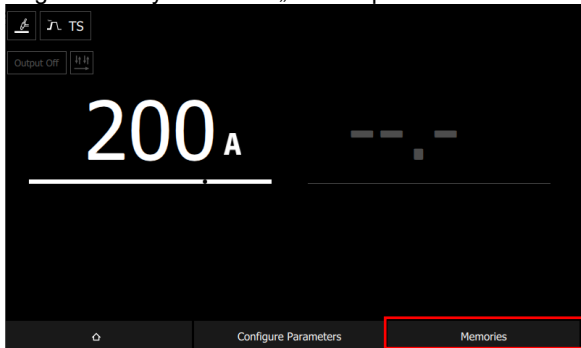 TS
Output Off
200 A
--.-
Configure Parameters
Memories